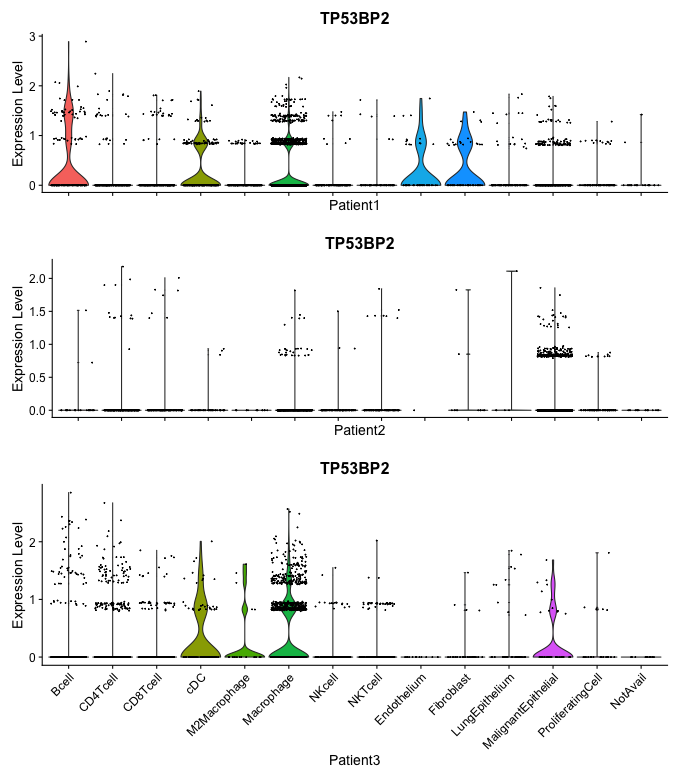 TP53BP2
Expression Level
3
2
1
0
Patient1
TP53BP2
Expression Level
2.0
1.5
1.0
0.5
0.0
Patient2
TP53BP2
Expression Level
2
1
0
Bcell
CD4Tcell
CD8Tcell
cDC
M2Macrophage
Macrophage
NKcell
NKTcell
Endothelium
Fibroblast
LungEpithelium
MalignantEpithelial
ProliferatingCell
NotAvail
Patient3